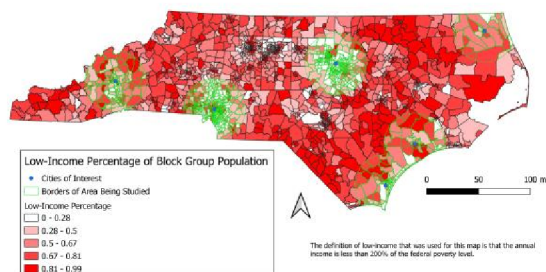 Low-Income Percentage of Block Group Population
Cities of Interest
Borders of Area Being Studied
Low-Income Percentage
0 - 0.28
0.28 - 0.5
0.5 - 0.67
0.67 - 0.81
0.81 - 0.99
0 50 100 m
The definition of low-income that was used for this map is that the annual
income is less than 200% of the federal poverty level.